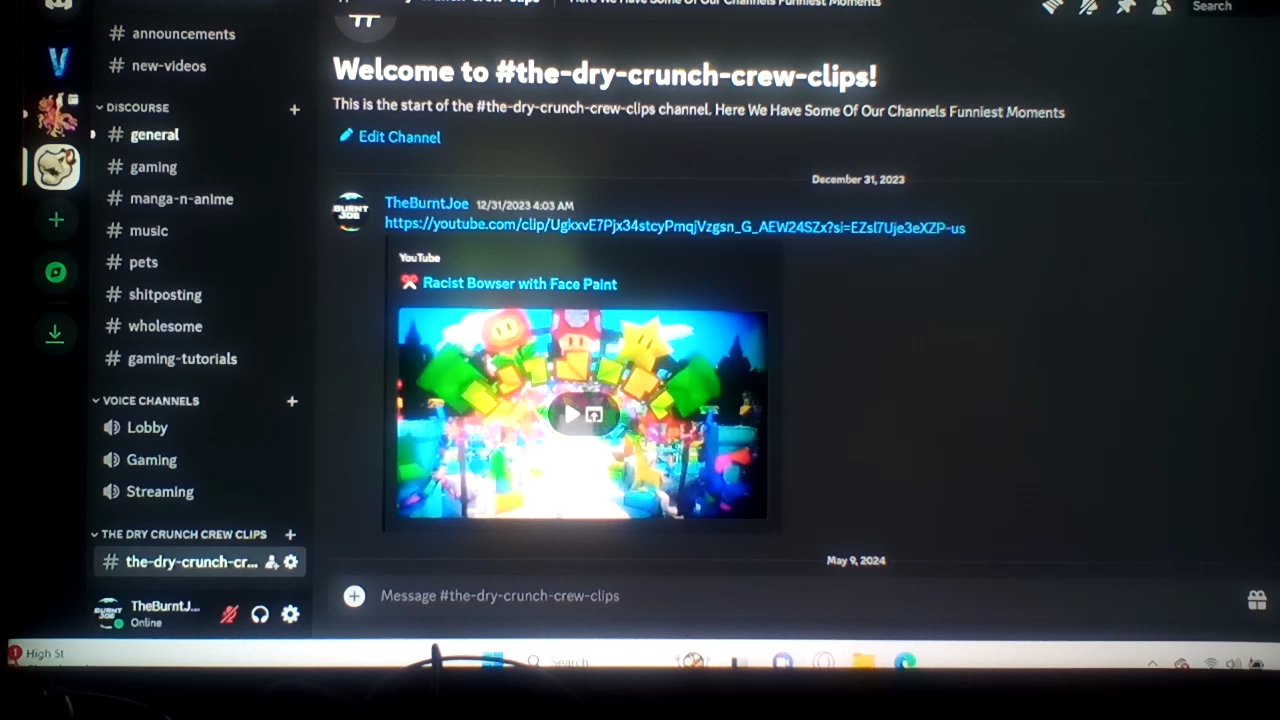 Here We Have Some Of Our Channels Funniest Moments
Search
# announcements
# new-videos
DISCOURSE
# general
# gaming
# manga-n-anime
# music
# pets
# shitposting
# wholesome
# gaming-tutorials
VOICE CHANNELS
Lobby
Gaming
Streaming
THE DRY CRUNCH CREW CLIPS
# the-dry-crunch-cr...
BURNT JOE
TheBurntJ...
Online
Welcome to #the-dry-crunch-crew-clips!
This is the start of the #the-dry-crunch-crew-clips channel. Here We Have Some Of Our Channels Funniest Moments
Edit Channel
December 31, 2023
BURNT
JOE
TheBurntJoe 12/31/2023 4:03 AM
https://youtube.com/clip/UgkxvE7Pjx34stcyPmqjVzgsn_G_AEW24SZx?si=EZsl7Uje3eXZP-us
YouTube
Racist Bowser with Face Paint
May 9, 2024
Message #the-dry-crunch-crew-clips
1
High St
Search